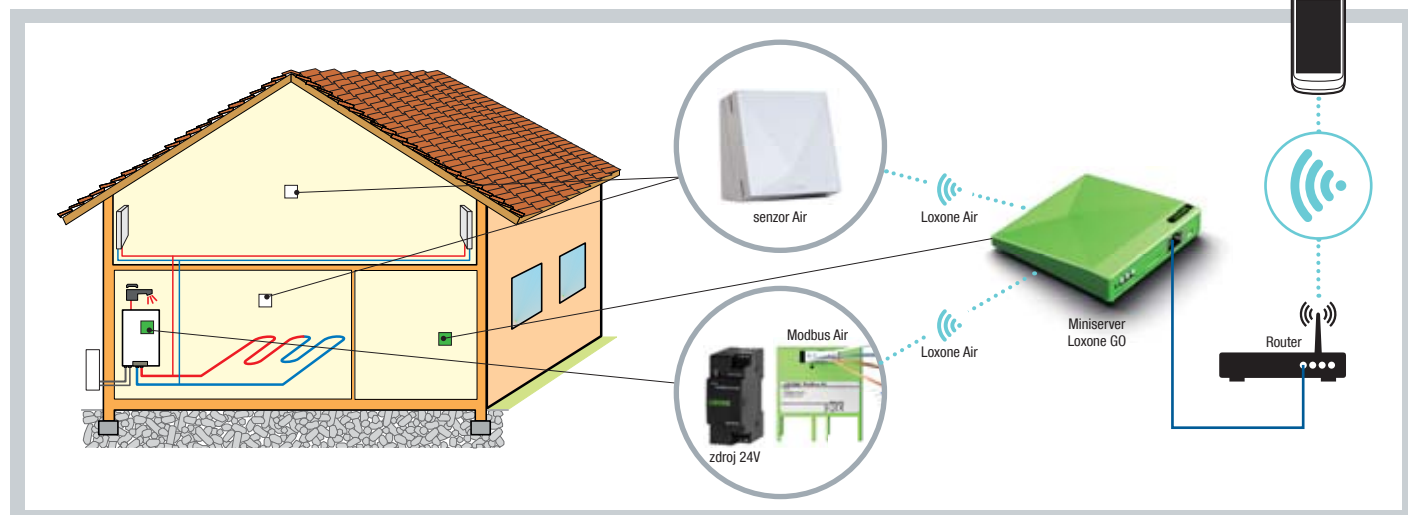 senzor Air
Loxone Air
Modbus Air
zdroj 24V
Loxone Air
Miniserver
Loxone GO
Router